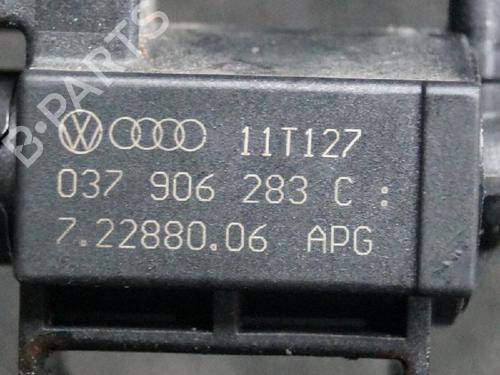 B-PARTS
11T127
037 906 283 C :
7.22880.06 APG